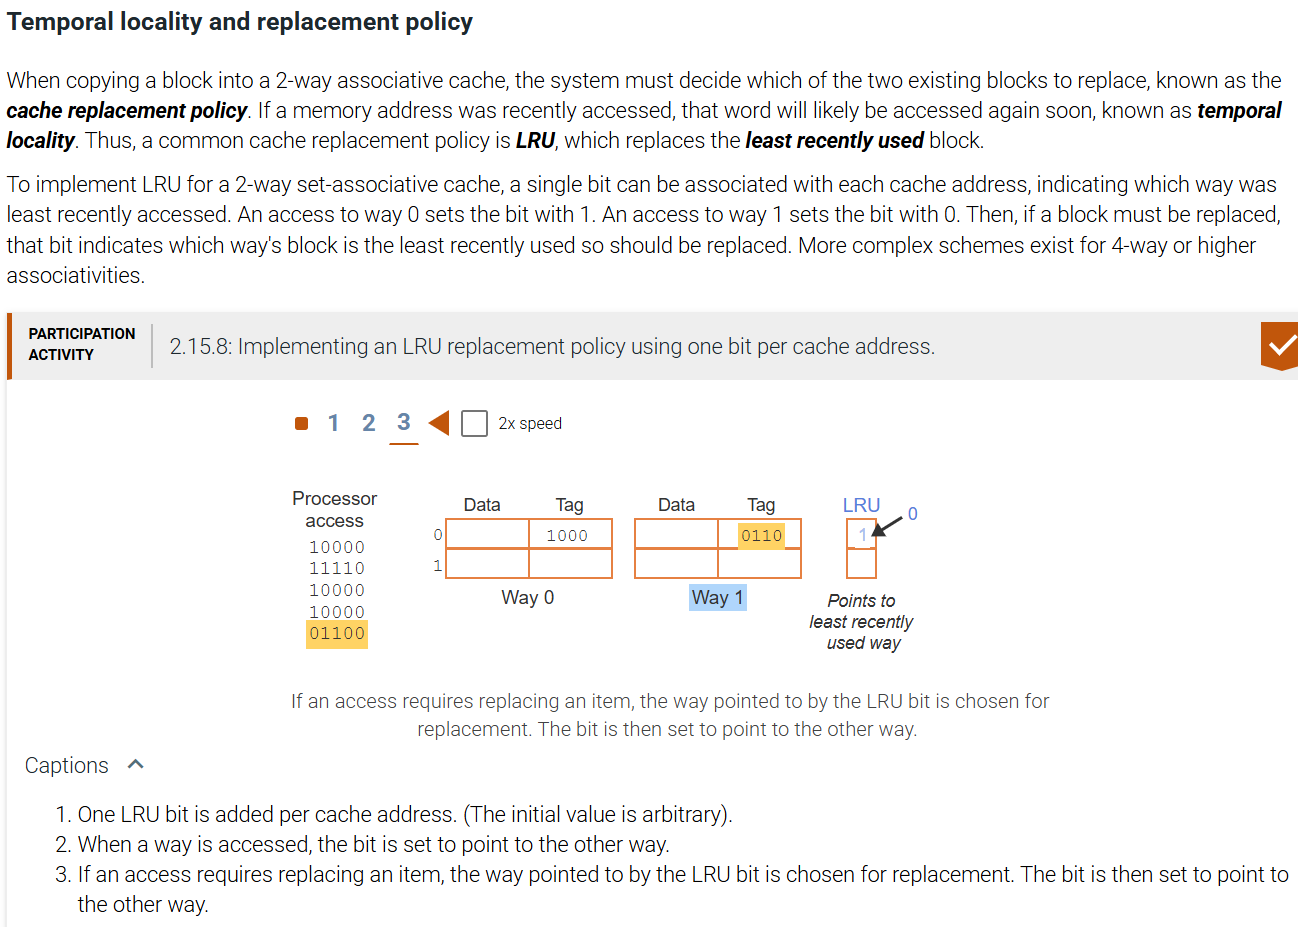 Temporal locality and replacement policy
When copying a block into a 2-way associative cache, the system must decide which of the two existing blocks to replace, known as the
cache replacement policy. If a memory address was recently accessed, that word will likely be accessed again soon, known as temporal
locality. Thus, a common cache replacement policy is LRU, which replaces the least recently used block.
To implement LRU for a 2-way set-associative cache, a single bit can be associated with each cache address, indicating which way was
least recently accessed. An access to way 0 sets the bit with 1. An access to way 1 sets the bit with 0. Then, if a block must be replaced,
that bit indicates which way's block is the least recently used so should be replaced. More complex schemes exist for 4-way or higher
associativities.
PARTICIPATION
ACTIVITY
2.15.8: Implementing an LRU replacement policy using one bit per cache address.
1 2 3 2x speed
Processor
access
10000
11110
10000
10000
01100
Data Tag Data Tag LRU
0 1000 0110 1 0
1
Way 0 Way 1
Points to
least recently
used way
If an access requires replacing an item, the way pointed to by the LRU bit is chosen for
replacement. The bit is then set to point to the other way.
Captions
1. One LRU bit is added per cache address. (The initial value is arbitrary).
2. When a way is accessed, the bit is set to point to the other way.
3. If an access requires replacing an item, the way pointed to by the LRU bit is chosen for replacement. The bit is then set to point to
the other way.